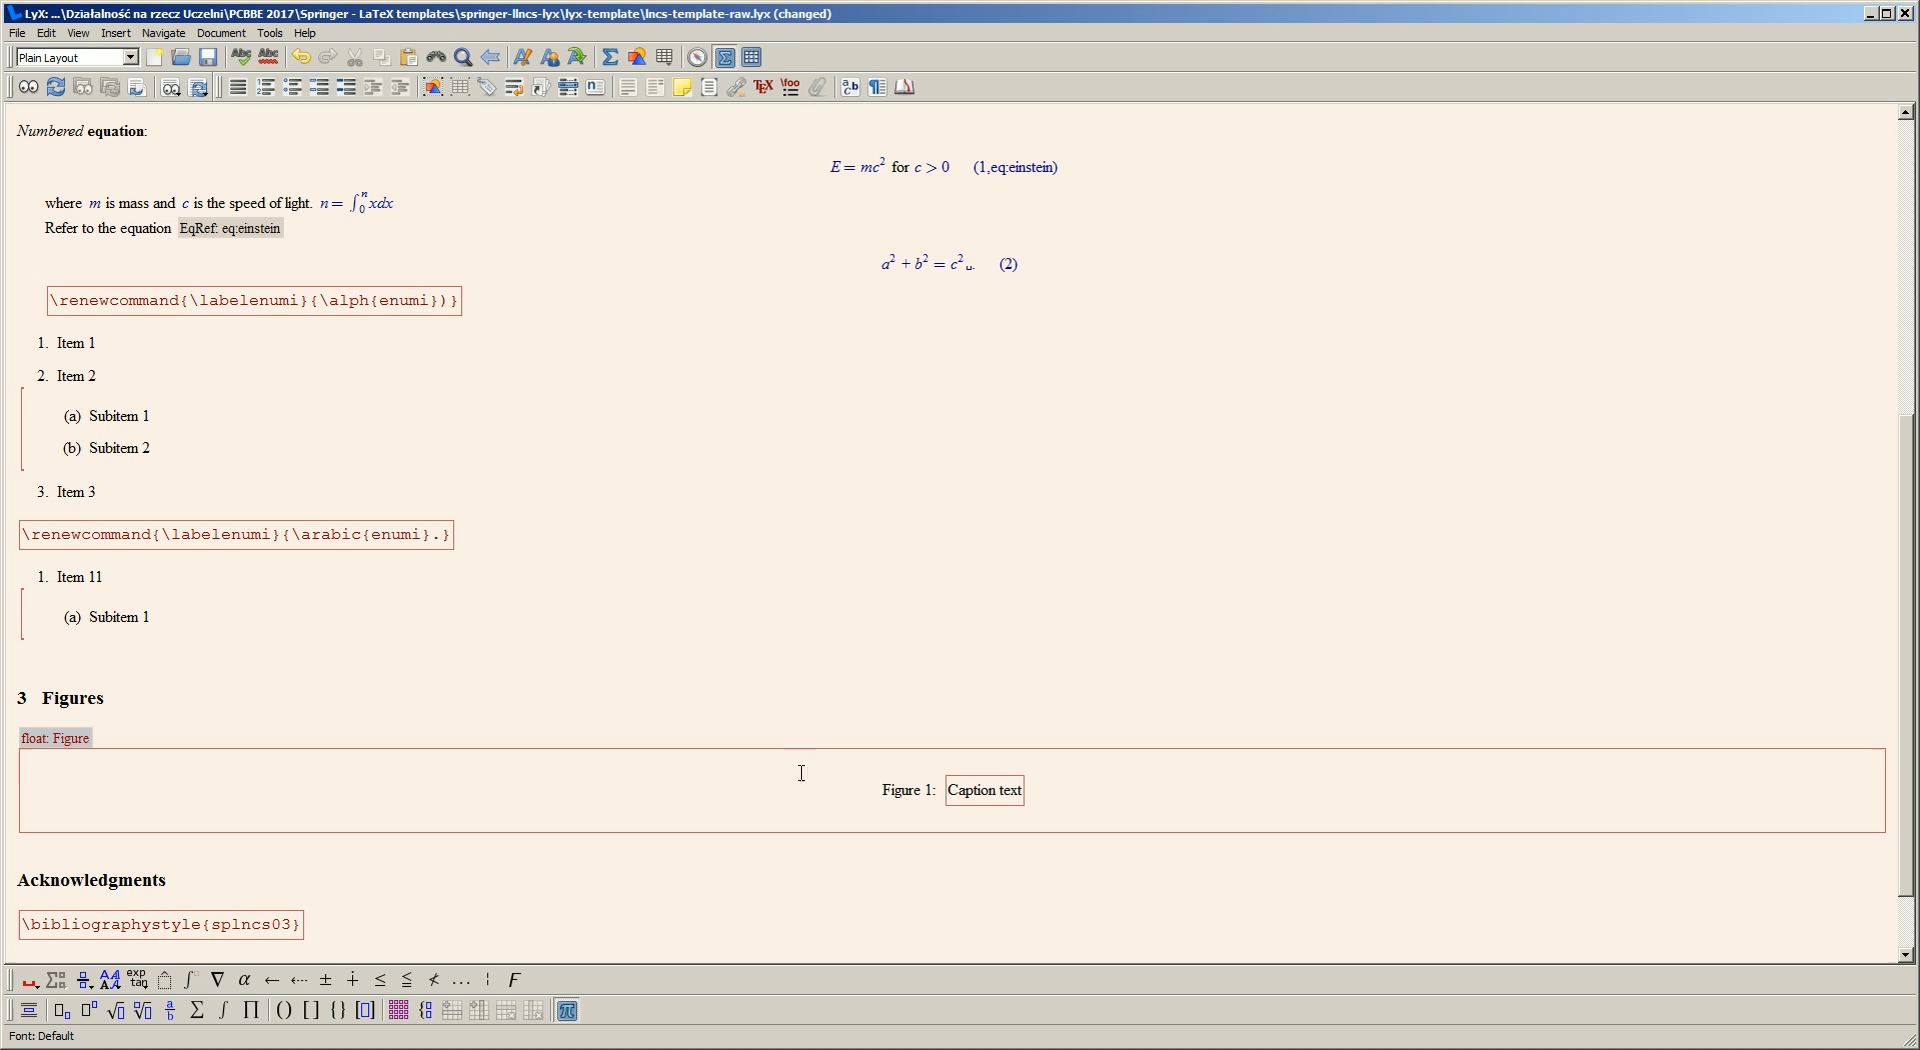 LyX: ...\Działalność na rzecz Uczelni\PCBBE 2017\Springer - LaTeX templates\springer-llncs-lyx\lyx-template\lncs-template-raw.lyx (changed)
File Edit View Insert Navigate Document Tools Help
Plain Layout
Numbered equation:
E = mc² for c > 0 (1,eq:einstein)
where m is mass and c is the speed of light. n = ∫₀ⁿ xdx
Refer to the equation EqRef: eq:einstein
a² + b² = c²␣. (2)
\renewcommand{\labelenumi}{\alph{enumi})}
1. Item 1
2. Item 2
(a) Subitem 1
(b) Subitem 2
3. Item 3
\renewcommand{\labelenumi}{\arabic{enumi}.}
1. Item 11
(a) Subitem 1
3 Figures
float: Figure
Figure 1: Caption text
Acknowledgments
\bibliographystyle{splncs03}
Font: Default